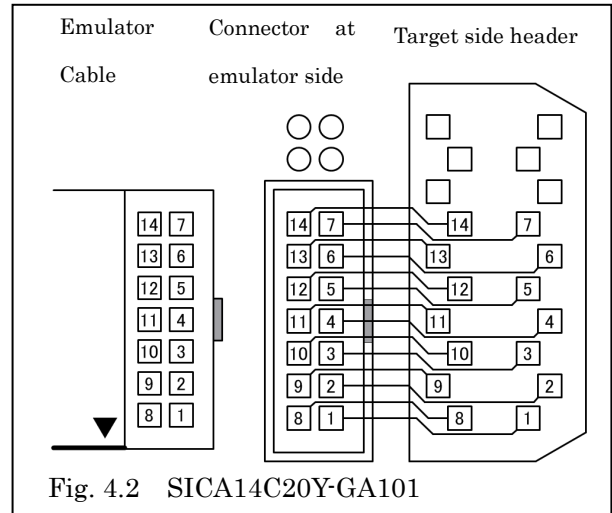 Emulator Connector at Target side header
Cable emulator side
14 7 14 7 14 7
13 6 13 6 13 6
12 5 12 5 12 5
11 4 11 4 11 4
10 3 10 3 10 3
9 2 9 2 9 2
8 1 8 1 8 1
Fig. 4.2 SICA14C20Y-GA101